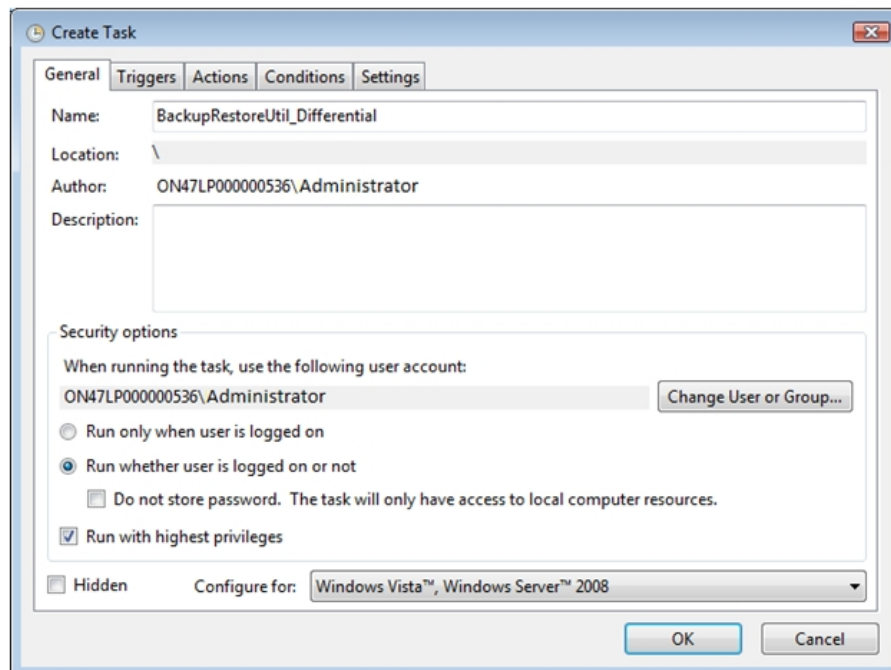 Create Task
General Triggers Actions Conditions Settings
Name: BackupRestoreUtil_Differential
Location: \
Author: ON47LP000000536\Administrator
Description:
Security options
When running the task, use the following user account:
ON47LP000000536\Administrator Change User or Group...
Run only when user is logged on
Run whether user is logged on or not
Do not store password. The task will only have access to local computer resources.
Run with highest privileges
Hidden Configure for: Windows Vista™, Windows Server™ 2008
OK Cancel